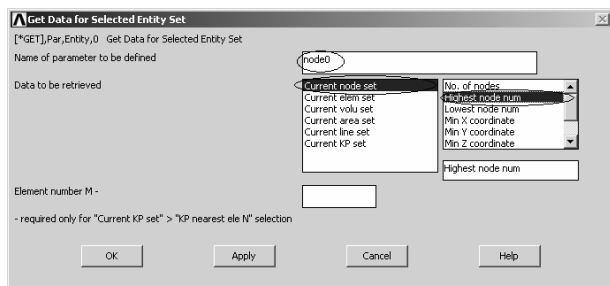 Get Data for Selected Entity Set
[*GET],Par,Entity,0 Get Data for Selected Entity Set
Name of parameter to be defined
node0
Data to be retrieved
Current node set
Current elem set
Current volu set
Current area set
Current line set
Current KP set
No. of nodes
Highest node num
Lowest node num
Min X coordinate
Min Y coordinate
Min Z coordinate
Highest node num
Element number M -
- required only for "Current KP set" > "KP nearest ele N" selection
OK Apply Cancel Help